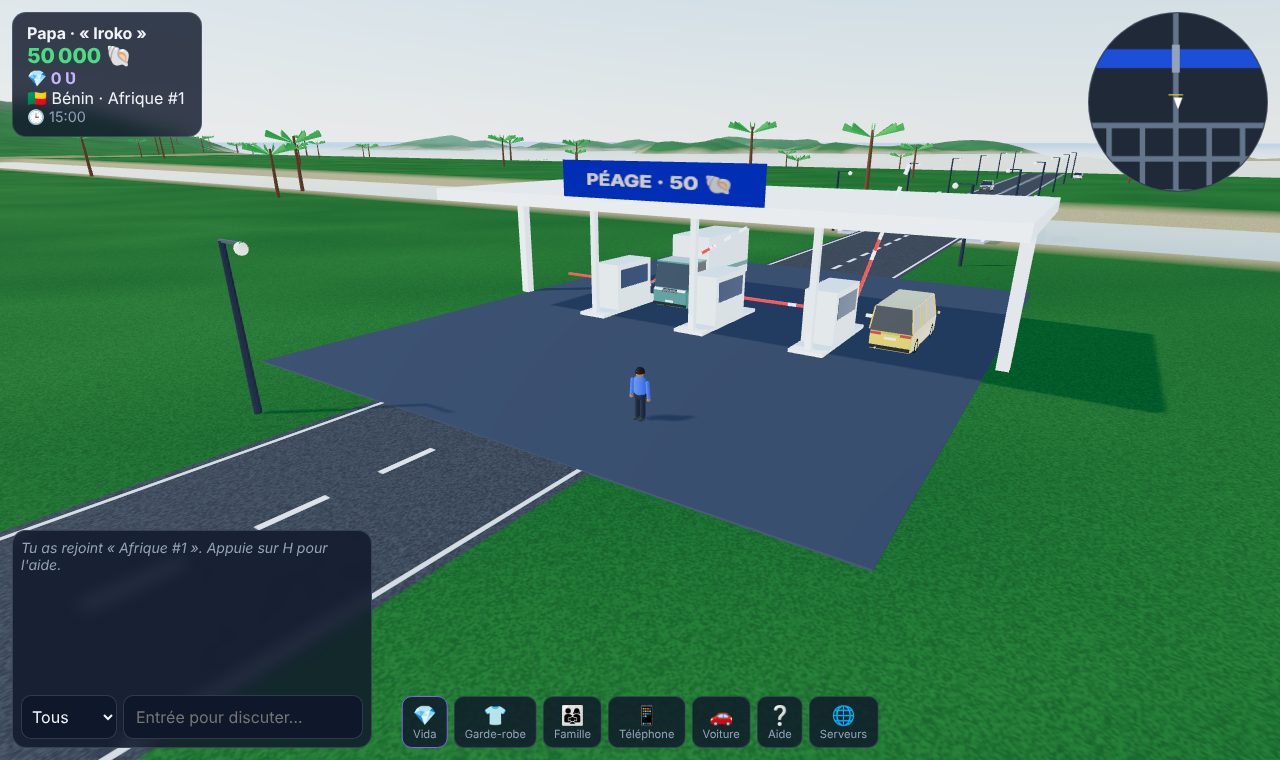 Papa · « Iroko »
50 000
0 Ʋ
Bénin · Afrique #1
15:00
PÉAGE · 50
Tu as rejoint « Afrique #1 ». Appuie sur H pour
l'aide.
Tous
Entrée pour discuter...
Vida
Garde-robe
Famille
Téléphone
Voiture
Aide
Serveurs